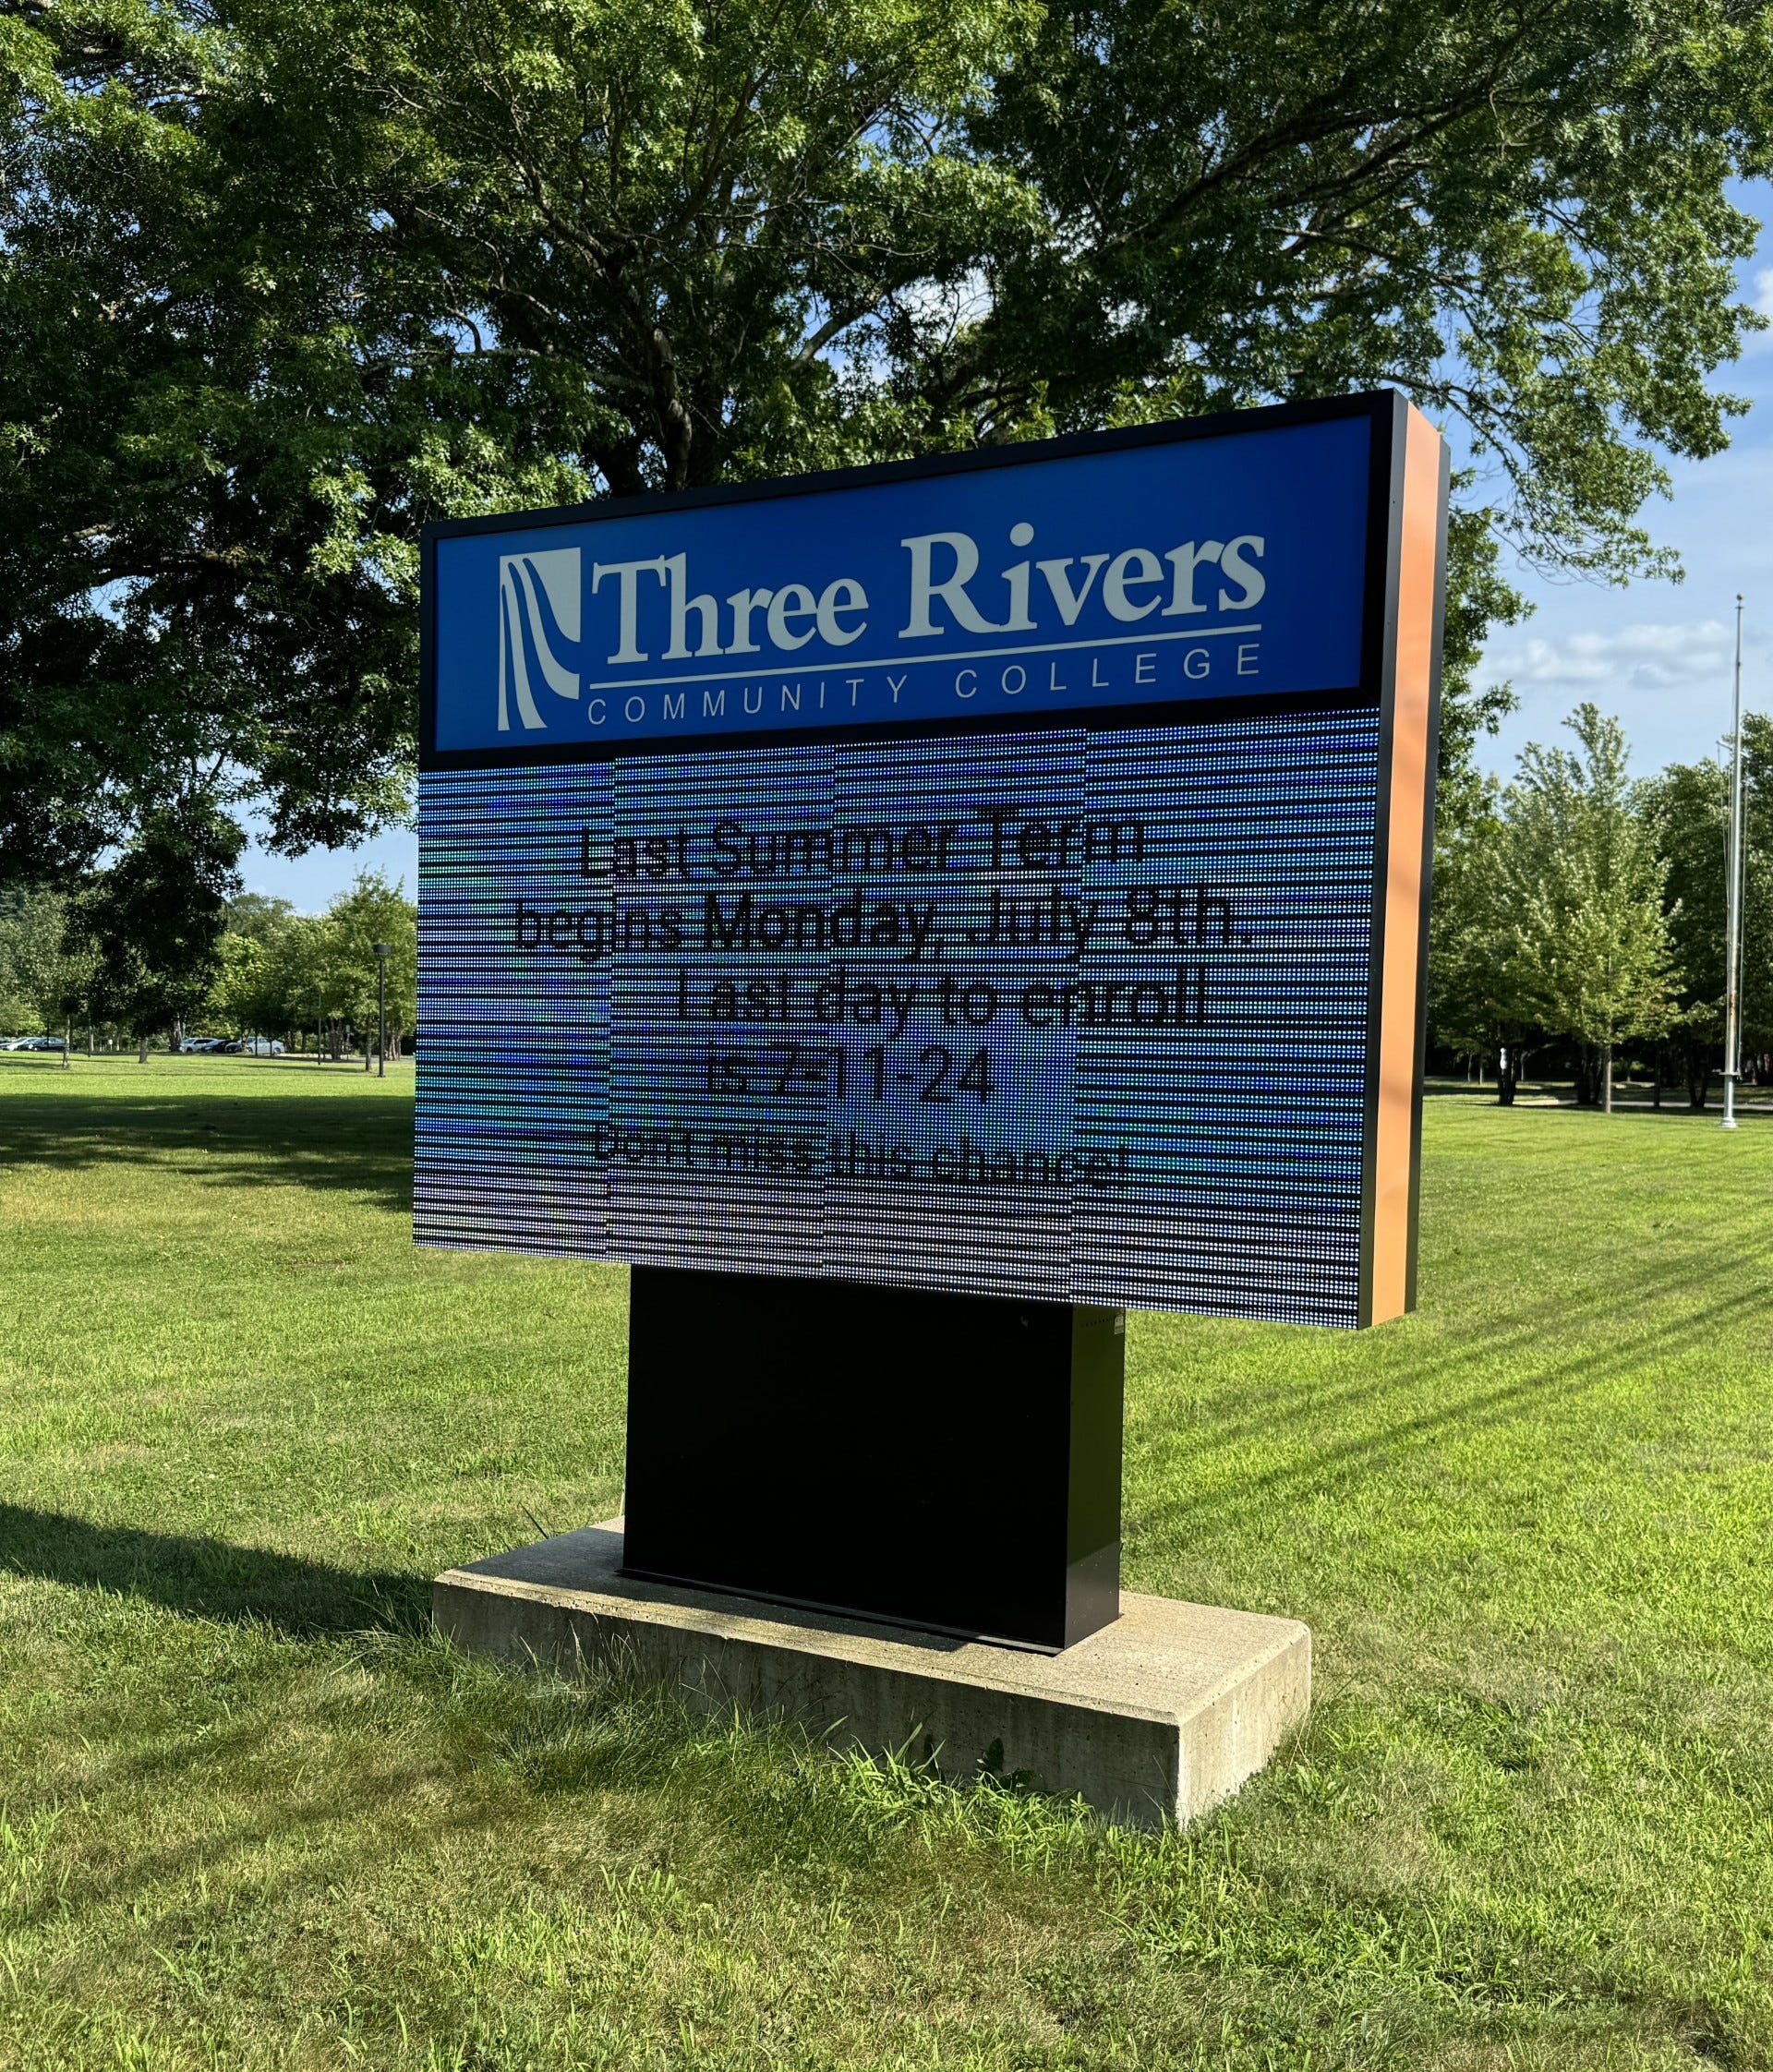 Three Rivers
COMMUNITY COLLEGE
Last Summer Term
begins Monday, July 8th.
Last day to enroll
is 7-11-24
Don't miss this chance!